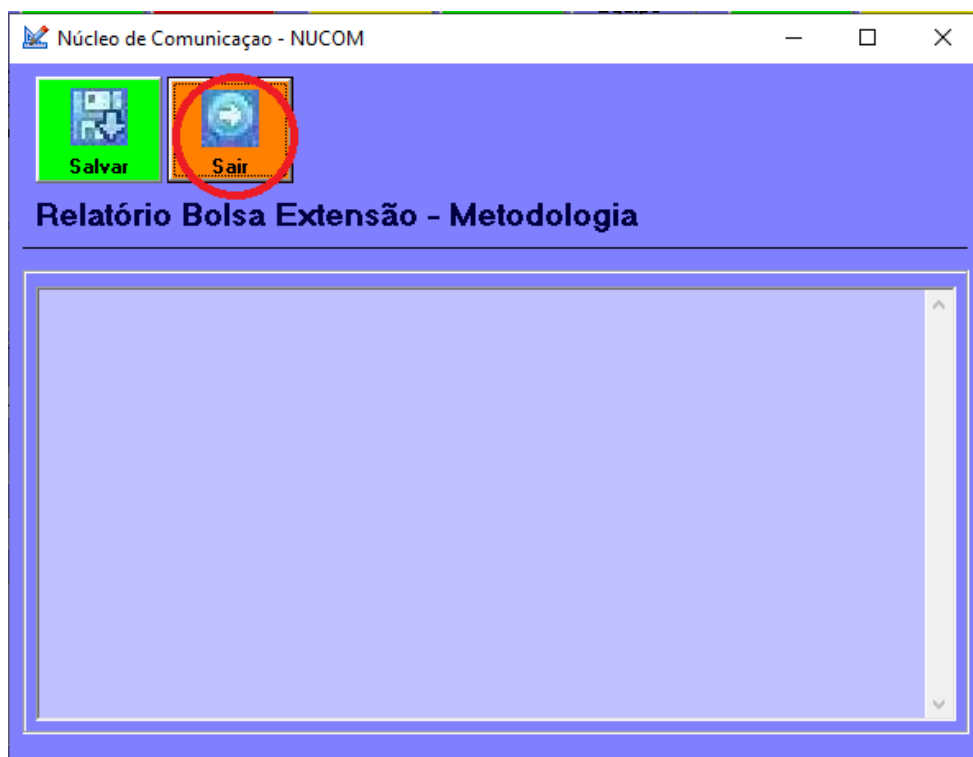 Núcleo de Comunicaçao - NUCOM
Salvar
Sair
Relatório Bolsa Extensão - Metodologia